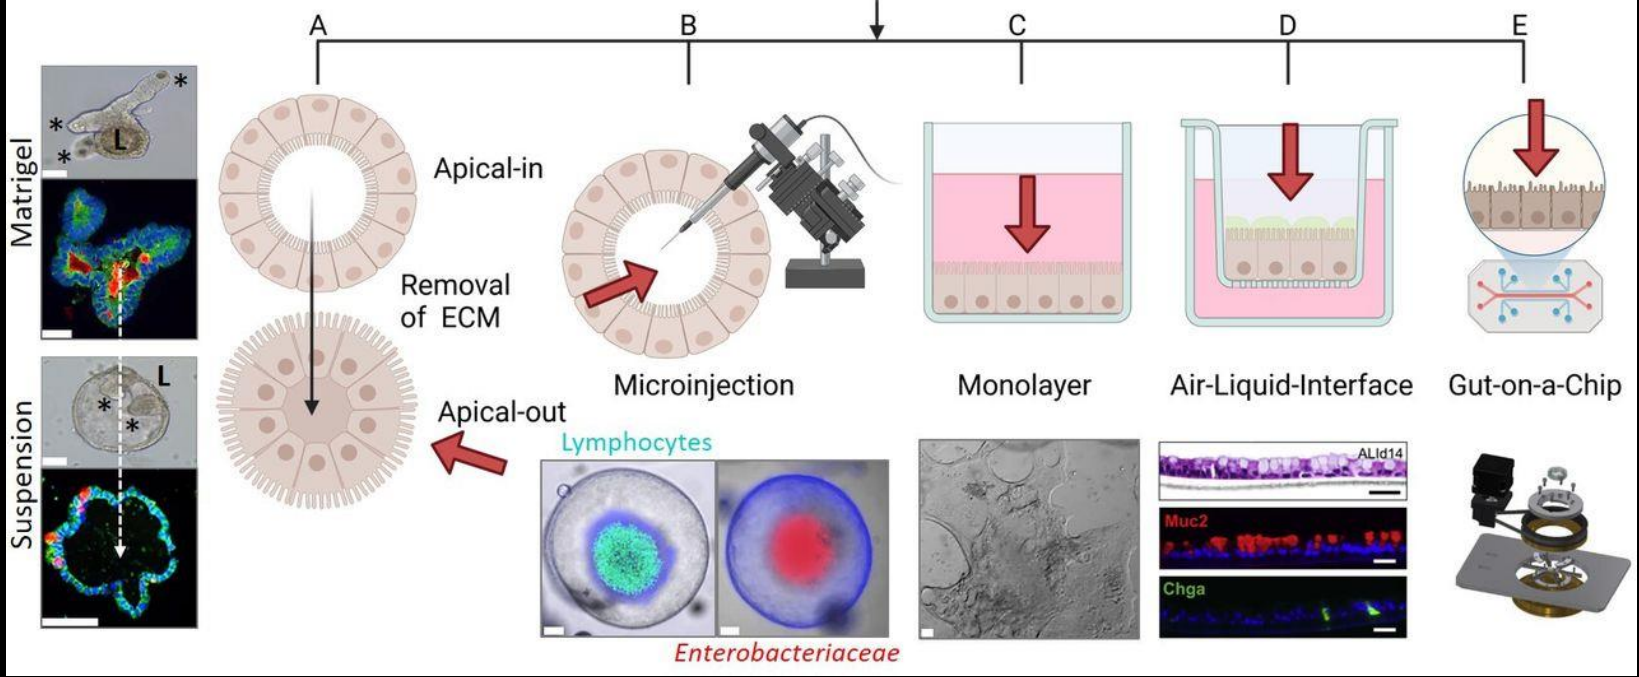 A
B
C
D
E
Matrigel
*
*
*
L
Apical-in
Removal
of ECM
Suspension
L
*
*
Apical-out
Microinjection
Monolayer
Air-Liquid-Interface
Gut-on-a-Chip
Lymphocytes
Enterobacteriaceae
ALId14
Muc2
Chga